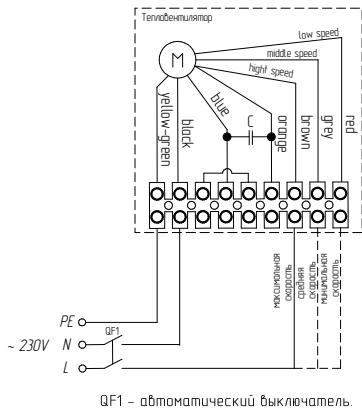 Тепловентилятор
low speed
middle speed
hight speed
M
yellow-green
black
blue
C
orange
brown
grey
red
максимальная
скорость
средняя
скорость
минимальная
скорость
PE
QF1
~ 230V
N
L
QF1 – автоматический выключатель.